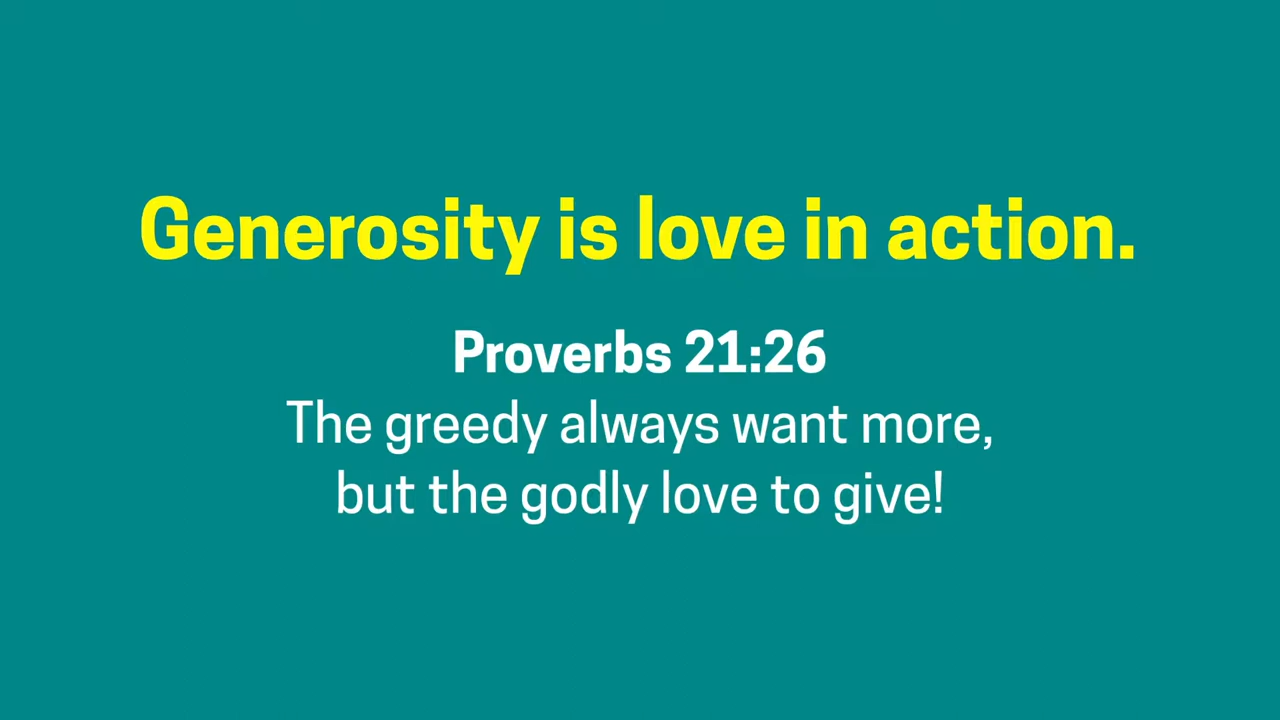 Generosity is love in action.
Proverbs 21:26
The greedy always want more,
but the godly love to give!